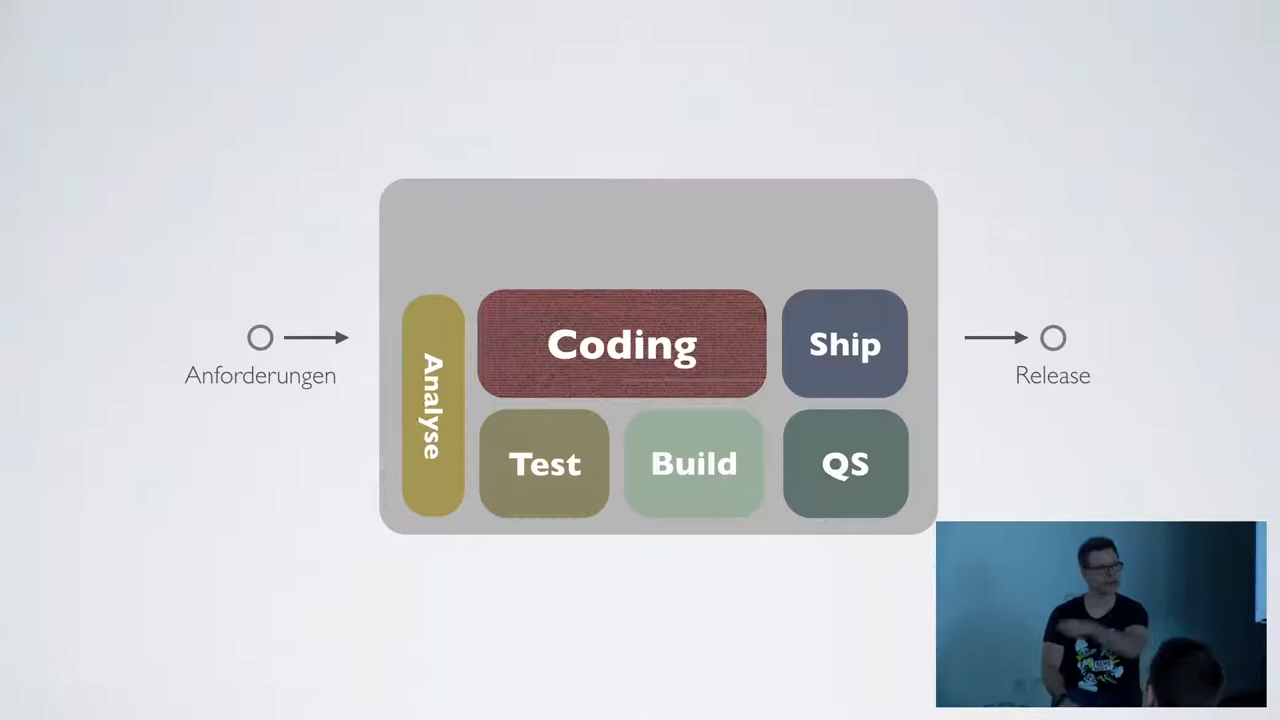 Anforderungen
Analyse
Coding
Ship
Test
Build
QS
Release